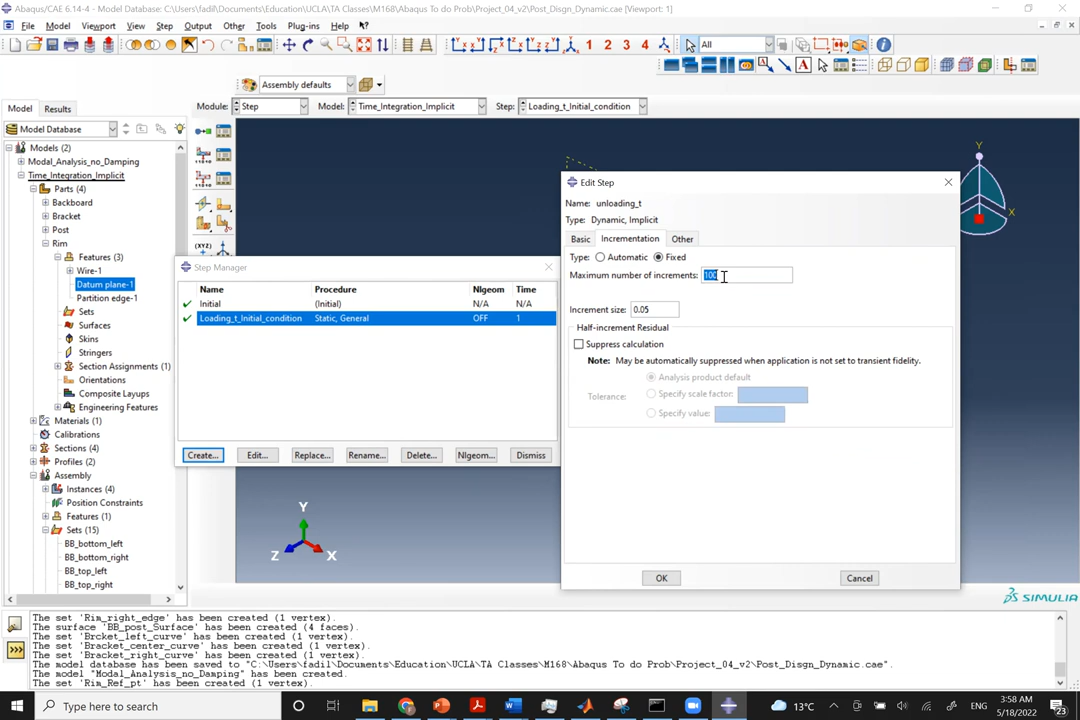 Abaqus/CAE 6.14-4 - Model Database: C:\Users\fadil\Documents\Education\UCLA\TA Classes\M168\Abaqus To do Prob\Project_04_v2\Post_Disgn_Dynamic.cae [Viewport: 1]
File Model Viewport View Step Output Other Tools Plug-ins Help
1 2 3 4 All
Assembly defaults
Model Results
Module: Step Model: Time_Integration_Implicit Step: Loading_t_Initial_condition
Model Database
Models (2)
Modal_Analysis_no_Damping
Time_Integration_Implicit
Parts (4)
Backboard
Bracket
Post
Rim
Features (3)
Wire-1
Datum plane-1
Partition edge-1
Sets
Surfaces
Skins
Stringers
Section Assignments (1)
Orientations
Composite Layups
Engineering Features
Materials (1)
Calibrations
Sections (4)
Profiles (2)
Assembly
Instances (4)
Position Constraints
Features (1)
Sets (15)
BB_bottom_left
BB_bottom_right
BB_top_left
BB_top_right
Step Manager
Name Procedure Nlgeom Time
Initial (Initial) N/A N/A
Loading_t_Initial_condition Static, General OFF 1
Create... Edit... Replace... Rename... Delete... Nlgeom... Dismiss
Edit Step
Name: unloading_t
Type: Dynamic, Implicit
Basic Incrementation Other
Type: Automatic Fixed
Maximum number of increments: 100
Increment size: 0.05
Half-increment Residual
Suppress calculation
Note: May be automatically suppressed when application is not set to transient fidelity.
Analysis product default
Tolerance: Specify scale factor:
Specify value:
OK Cancel
Y
X
Y
Z X
SIMULIA
The set 'Rim_right_edge' has been created (1 vertex).
The surface 'BB_post_Surface' has been created (4 faces).
The set 'Brcket_left_curve' has been created (1 vertex).
The set 'Bracket_center_curve' has been created (1 vertex).
The set 'Bracket_right_curve' has been created (1 vertex).
The model database has been saved to "C:\Users\fadil\Documents\Education\UCLA\TA Classes\M168\Abaqus To do Prob\Project_04_v2\Post_Disgn_Dynamic.cae".
The model "Modal_Analysis_no_Damping" has been created.
The set 'Rim_Ref_pt' has been created (1 vertex).
Type here to search
13°C ENG 3:58 AM
5/18/2022 23